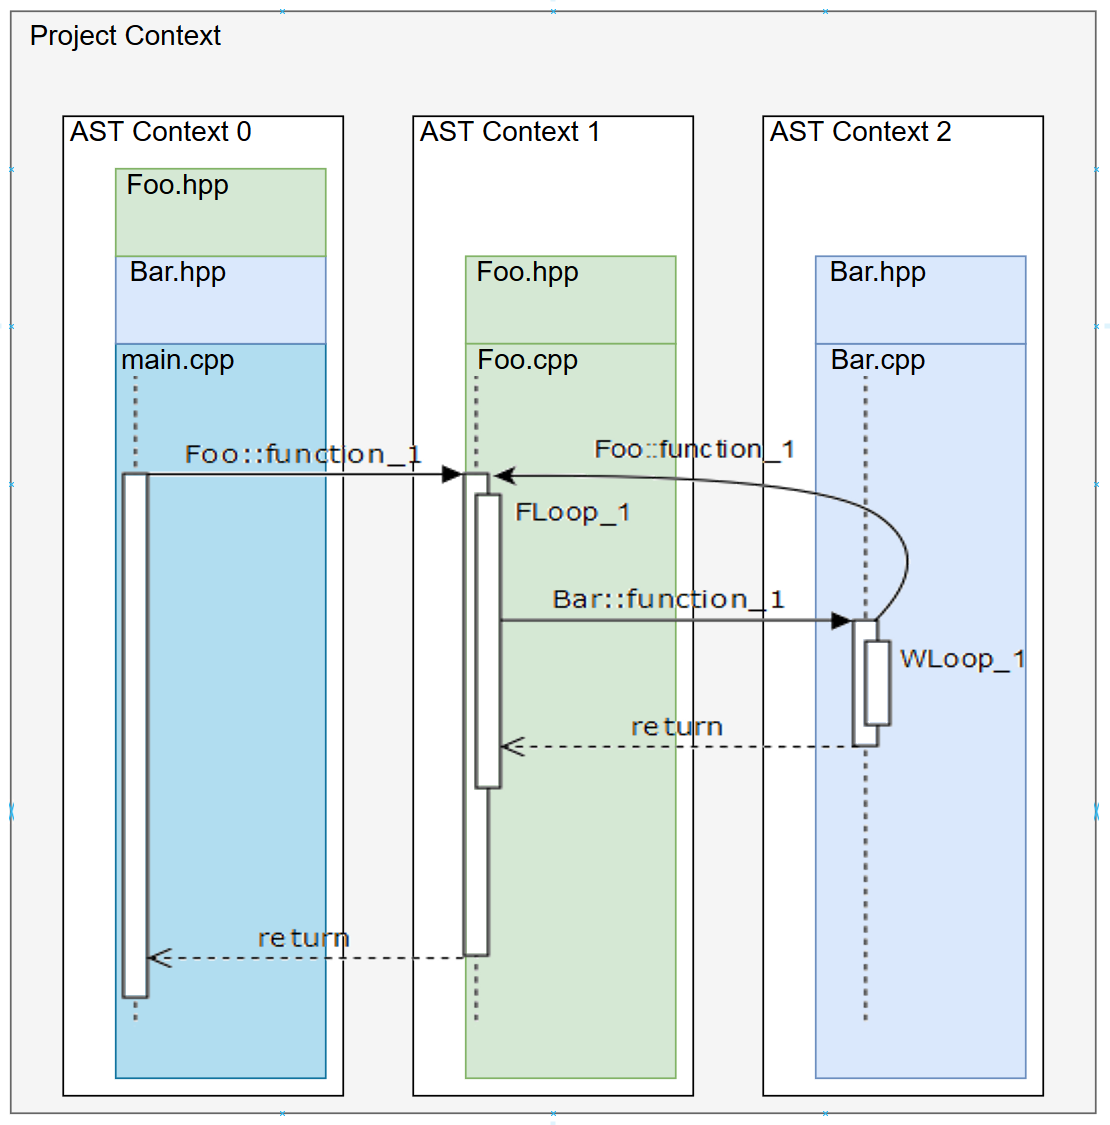 Project Context
AST Context 0
AST Context 1
AST Context 2
Foo.hpp
Bar.hpp
Foo.hpp
Bar.hpp
main.cpp
Foo.cpp
Bar.cpp
Foo::function_1
Foo::function_1
FLoop_1
Bar::function_1
WLoop_1
return
return